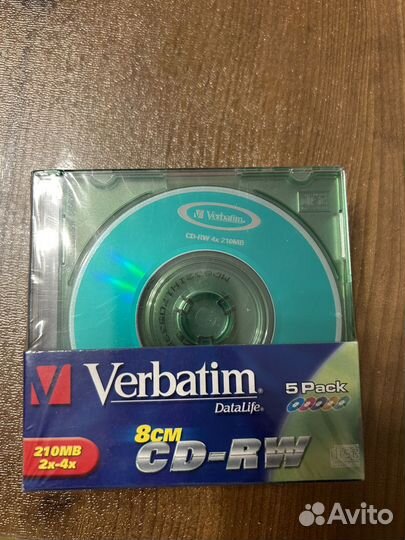 Verbatim.
CD-RW 4x 210MB
Verbatim.
DataLife.
5 Pack
8CM
CD-RW
210MB
2x-4x
Avito